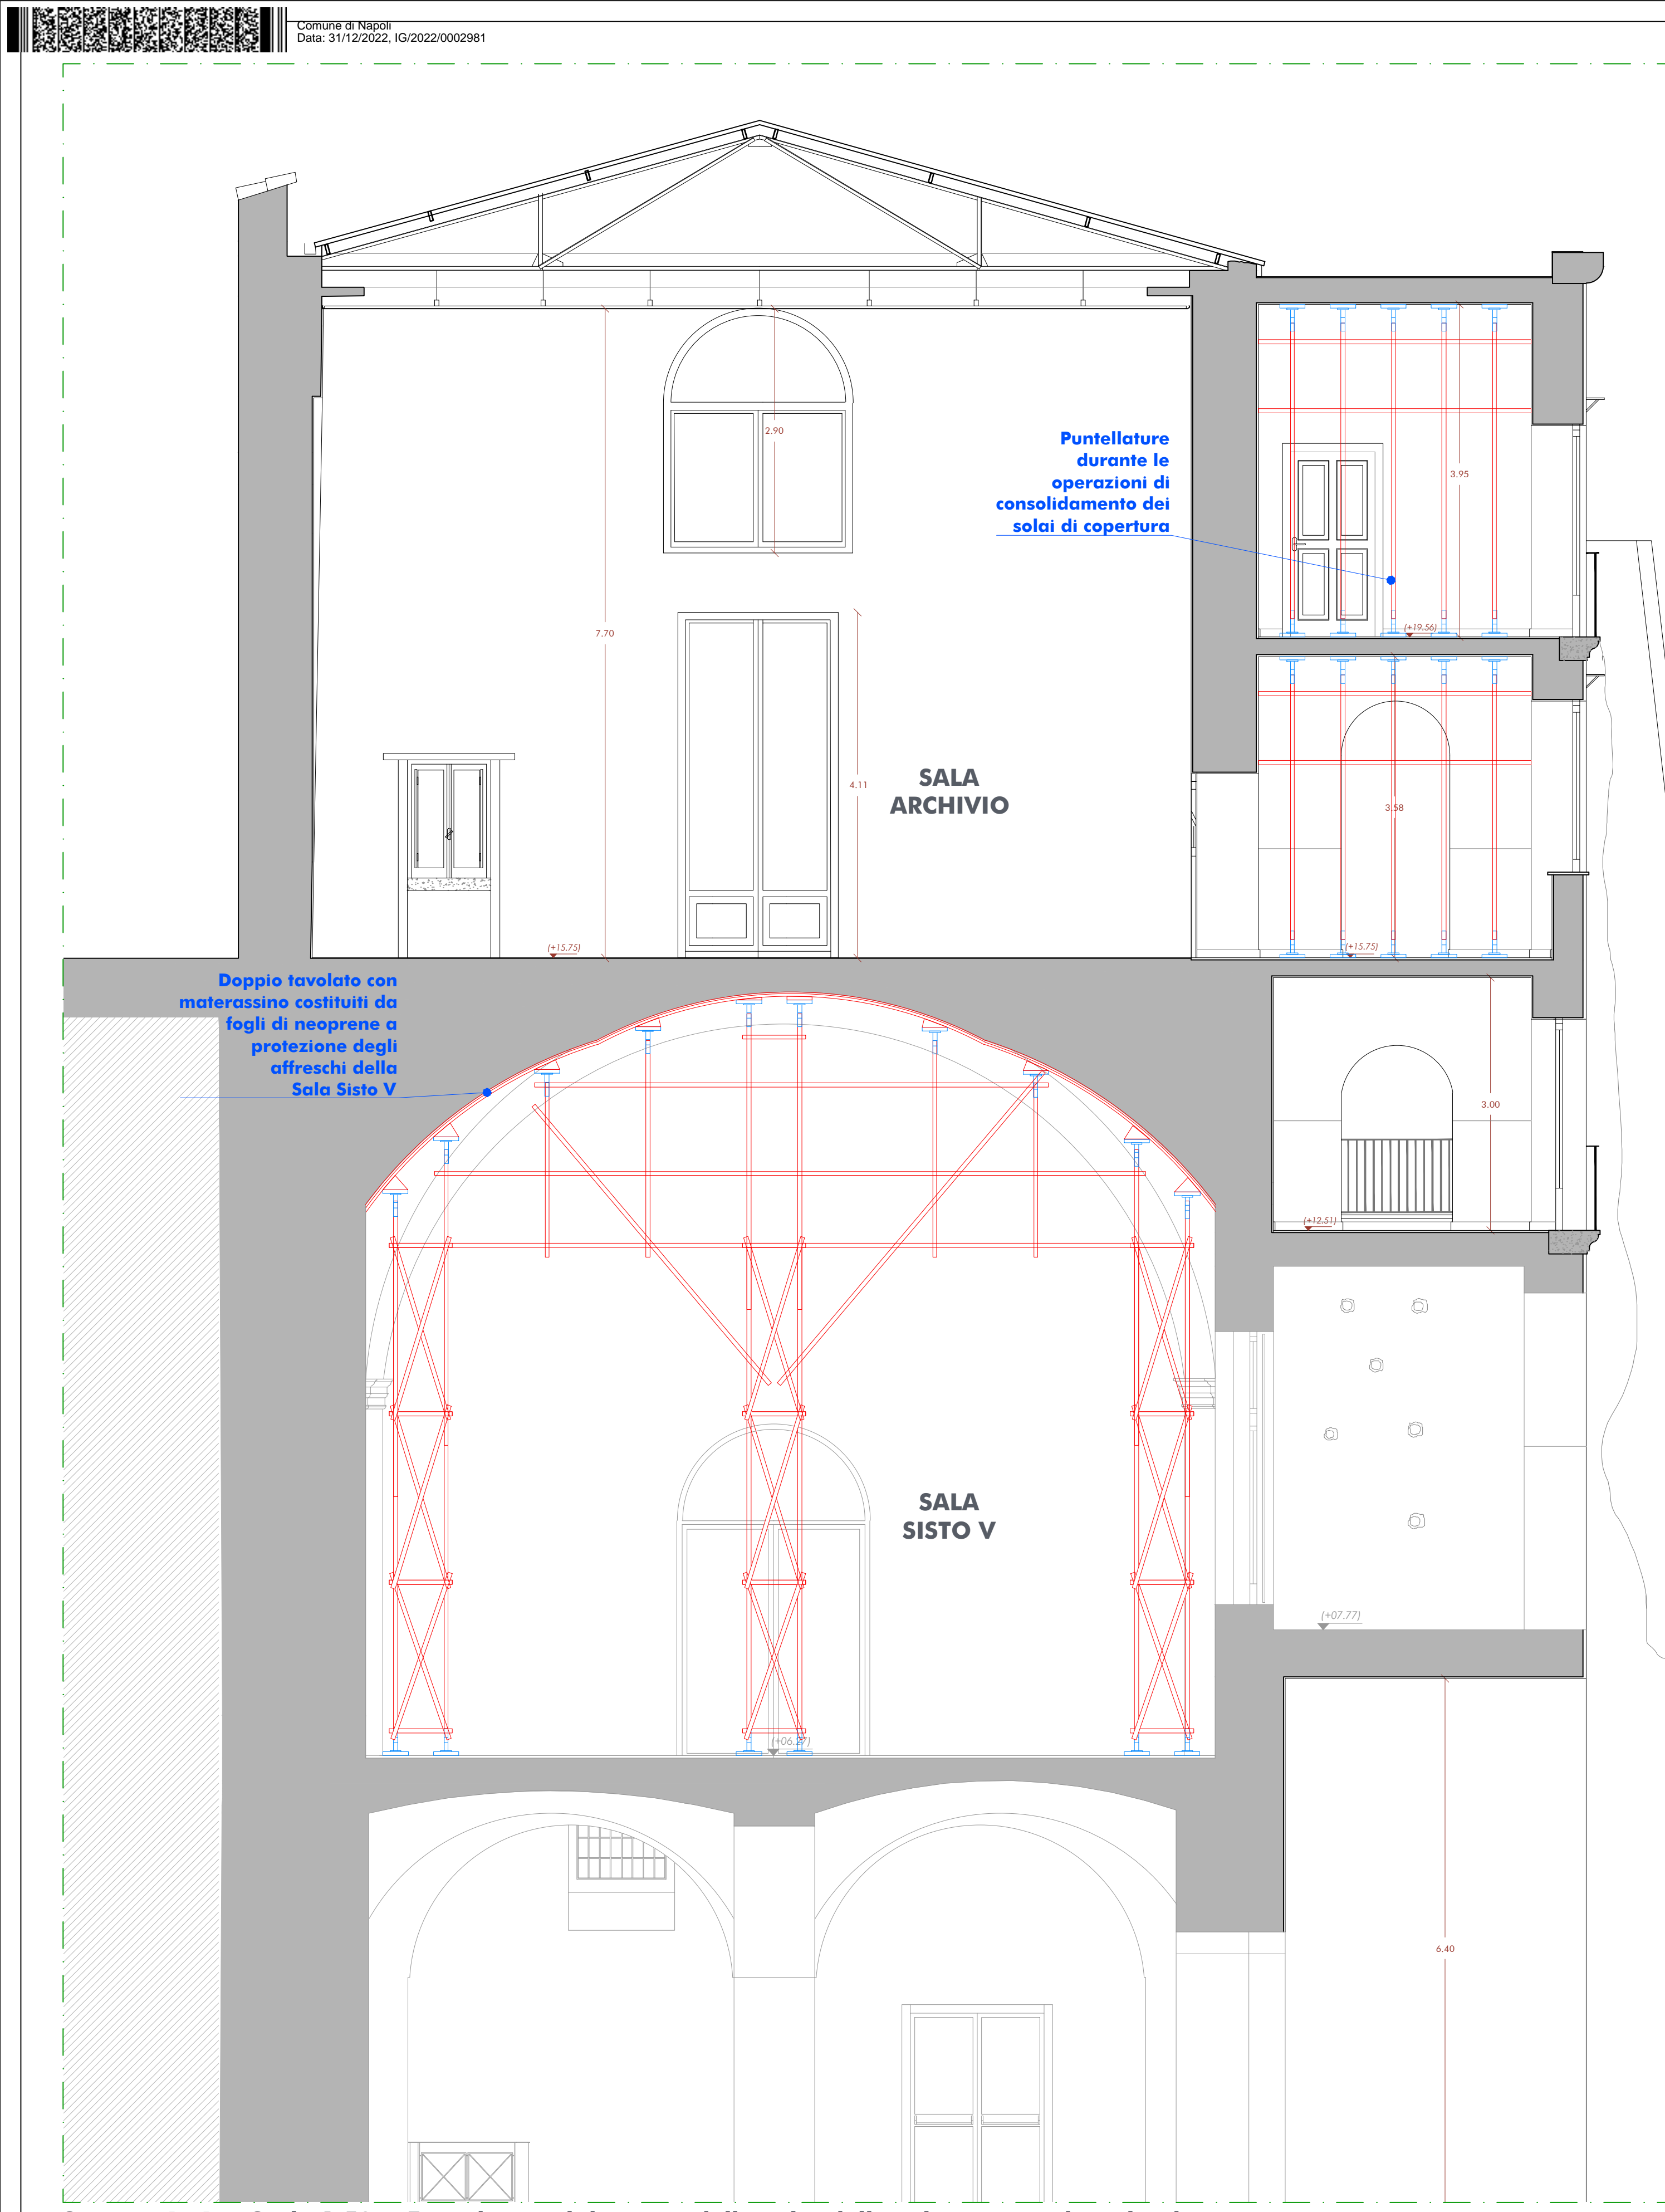 Comune di Napoli
Data: 31/12/2022, IG/2022/0002981
2.90
Puntellature
durante le
operazioni di
consolidamento dei
solai di copertura
3.95
7.70
(+19.56)
4.11
SALA
ARCHIVIO
3.58
(+15.75)
(+15.75)
Doppio tavolato con
materassino costituiti da
fogli di neoprene a
protezione degli
affreschi della
Sala Sisto V
3.00
(+12.51)
SALA
SISTO V
(+07.77)
6.40